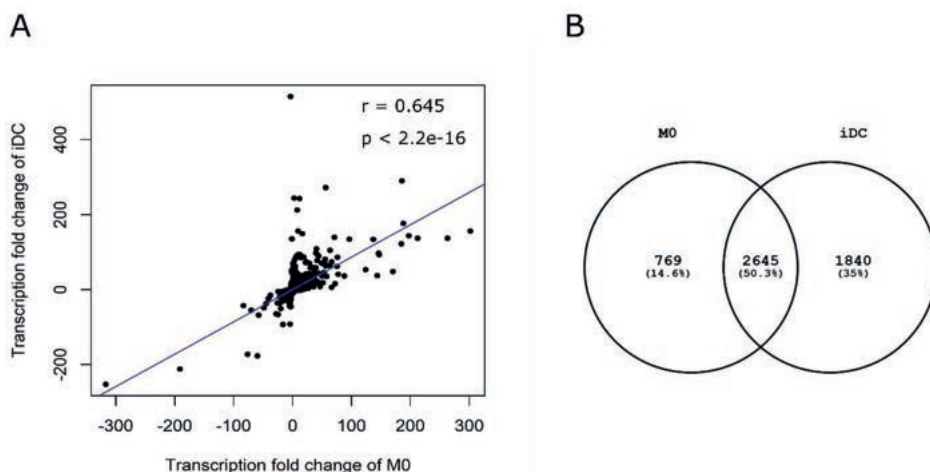 A
B
r = 0.645
p < 2.2e-16
Transcription fold change of iDC
400
200
0
-200
-300 -200 -100 0 100 200 300
Transcription fold change of M0
M0 iDC
769 2645 1840
(14.6%) (50.3%) (35%)